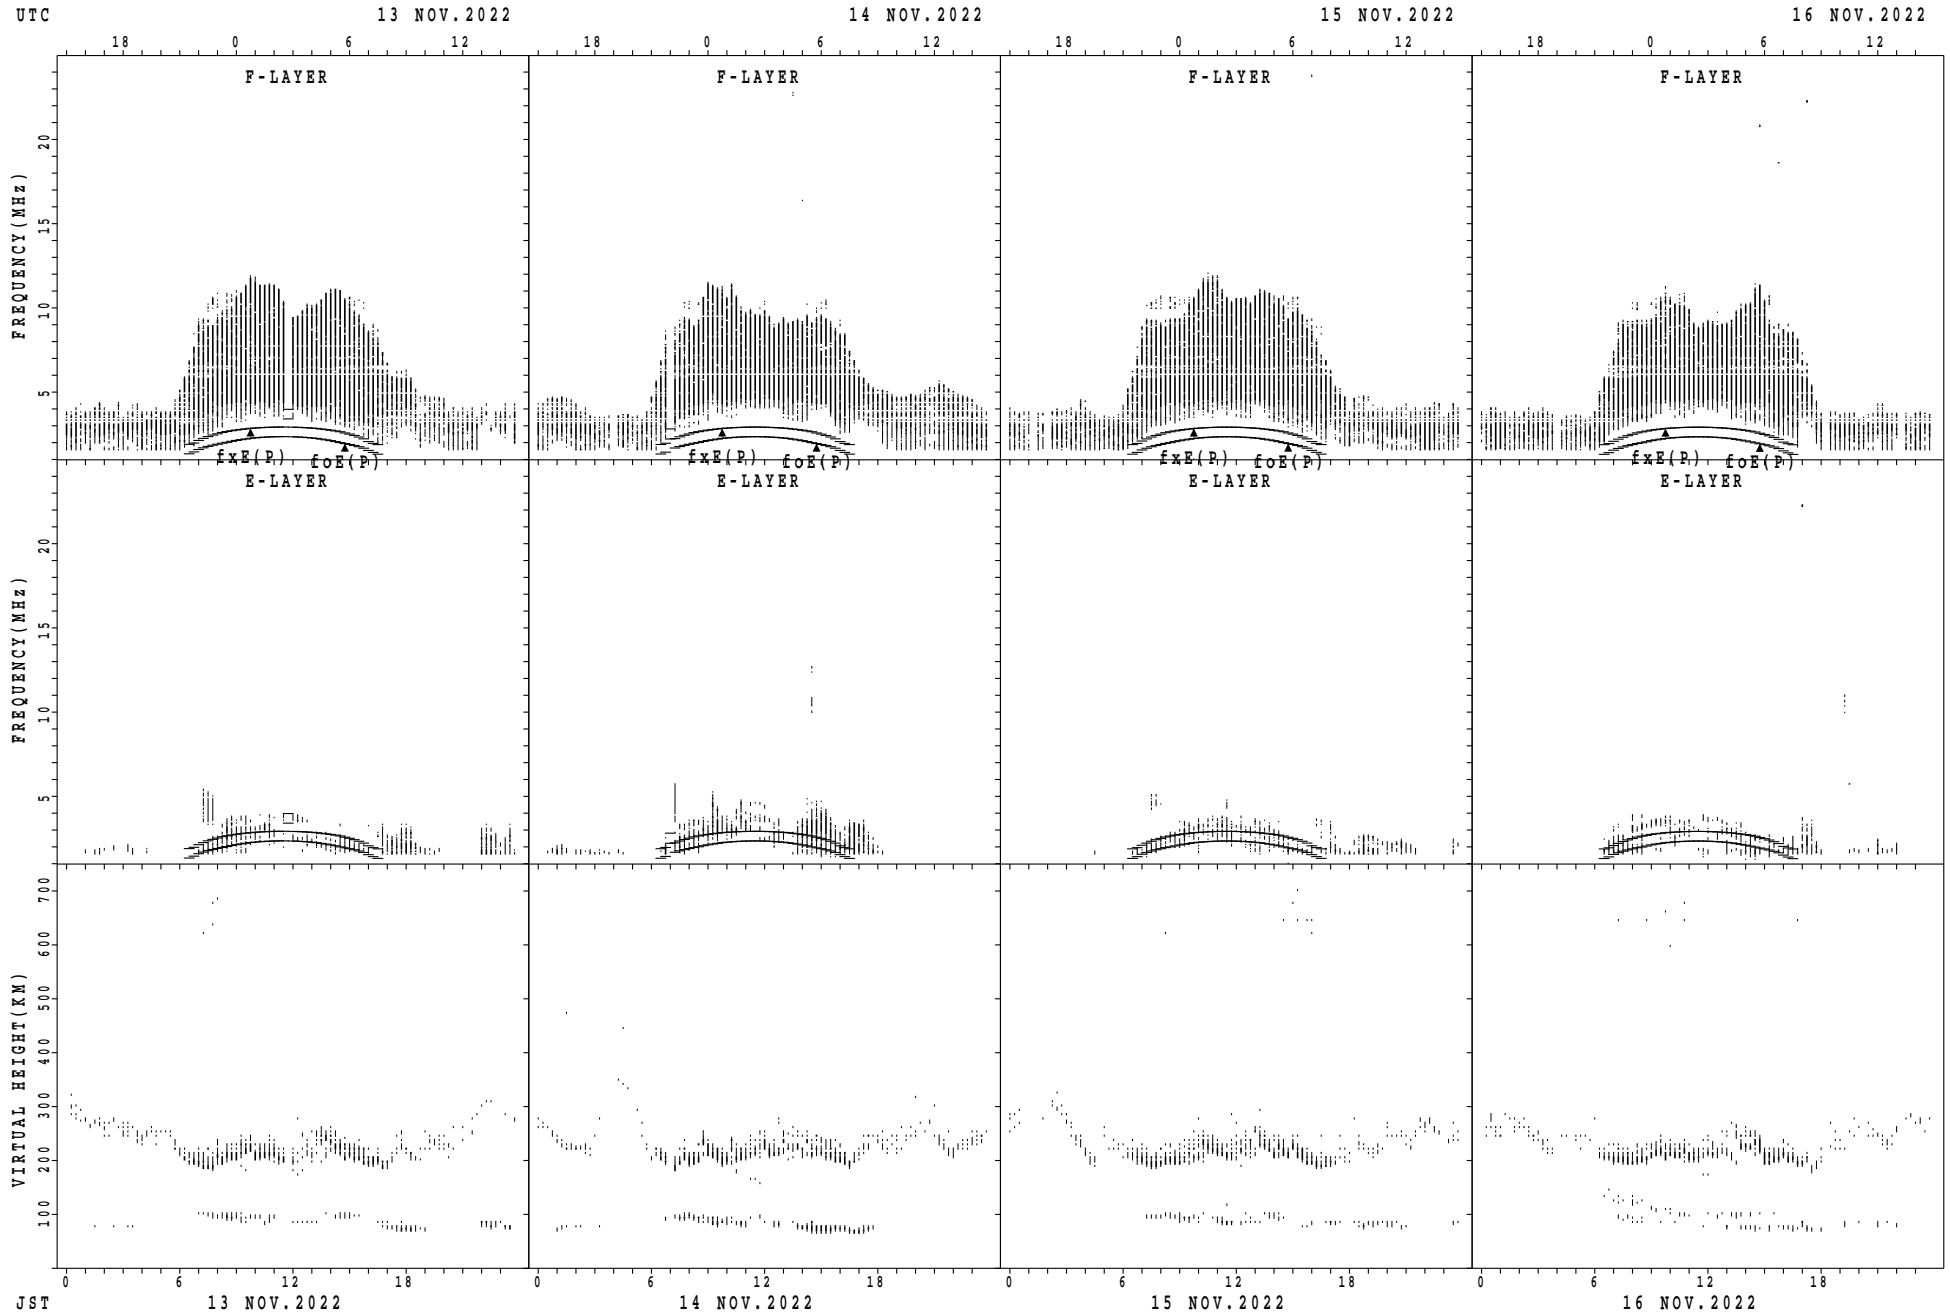 UTC 13 NOV.2022 14 NOV.2022 15 NOV.2022 16 NOV.2022
18 0 6 12 18 0 6 12 18 0 6 12 18 0 6 12
F-LAYER F-LAYER F-LAYER F-LAYER
FREQUENCY(MHz)
20
15
10
5
fxE(P) foE(P) fxE(P) foE(P) fxE(P) foE(P) fxE(P) foE(P)
E-LAYER E-LAYER E-LAYER E-LAYER
FREQUENCY(MHz)
20
15
10
5
VIRTUAL HEIGHT(KM)
700
600
500
400
300
200
100
0 6 12 18 0 6 12 18 0 6 12 18 0 6 12 18
JST 13 NOV.2022 14 NOV.2022 15 NOV.2022 16 NOV.2022